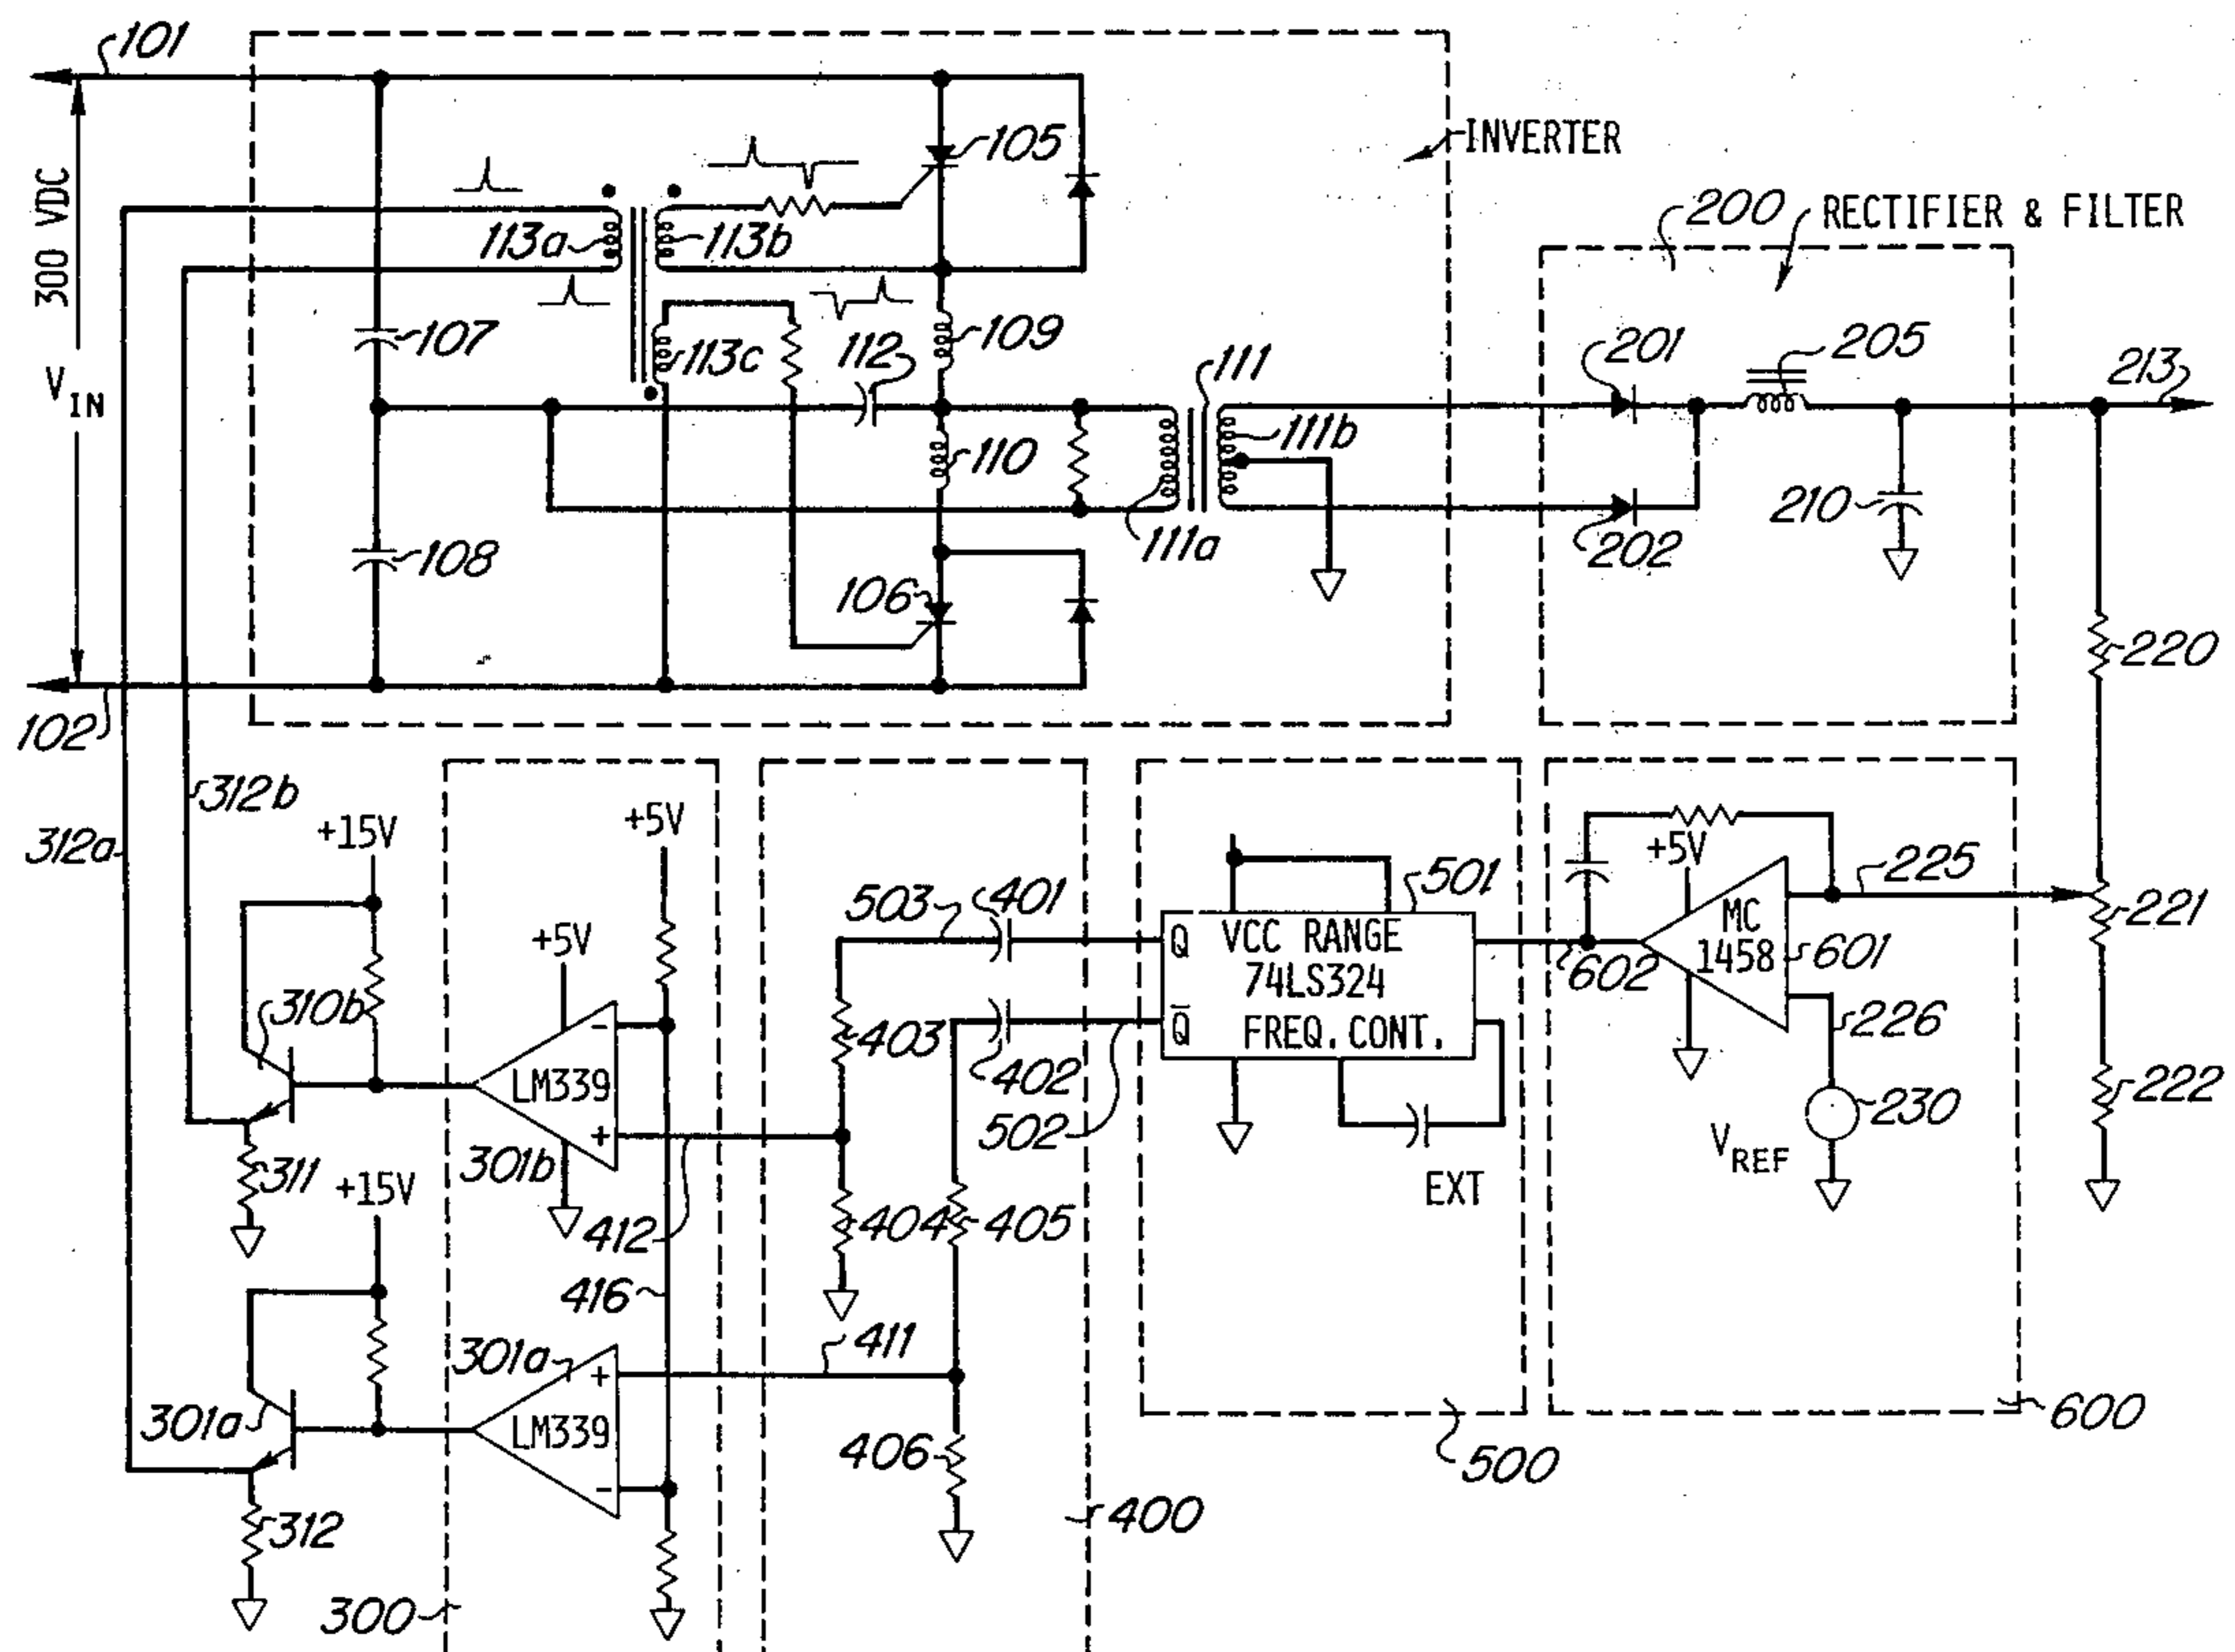 101
INVERTER
105
200
RECTIFIER & FILTER
300 VDC
113a
113b
107
113c
112
109
111
201
205
213
V IN
110
111b
111a
210
202
108
106
220
102
312b
312a
+15V
+5V
503
401
501
+5V
225
+5V
Q
VCC RANGE
MC
1458
601
221
602
74LS324
310b
403
402
Q̅
FREQ. CONT.
226
-
LM339
+
502
230
222
311
301b
VREF
+15V
412
404
405
EXT
416
411
301a
+
301a
LM339
406
600
-
500
312
400
300